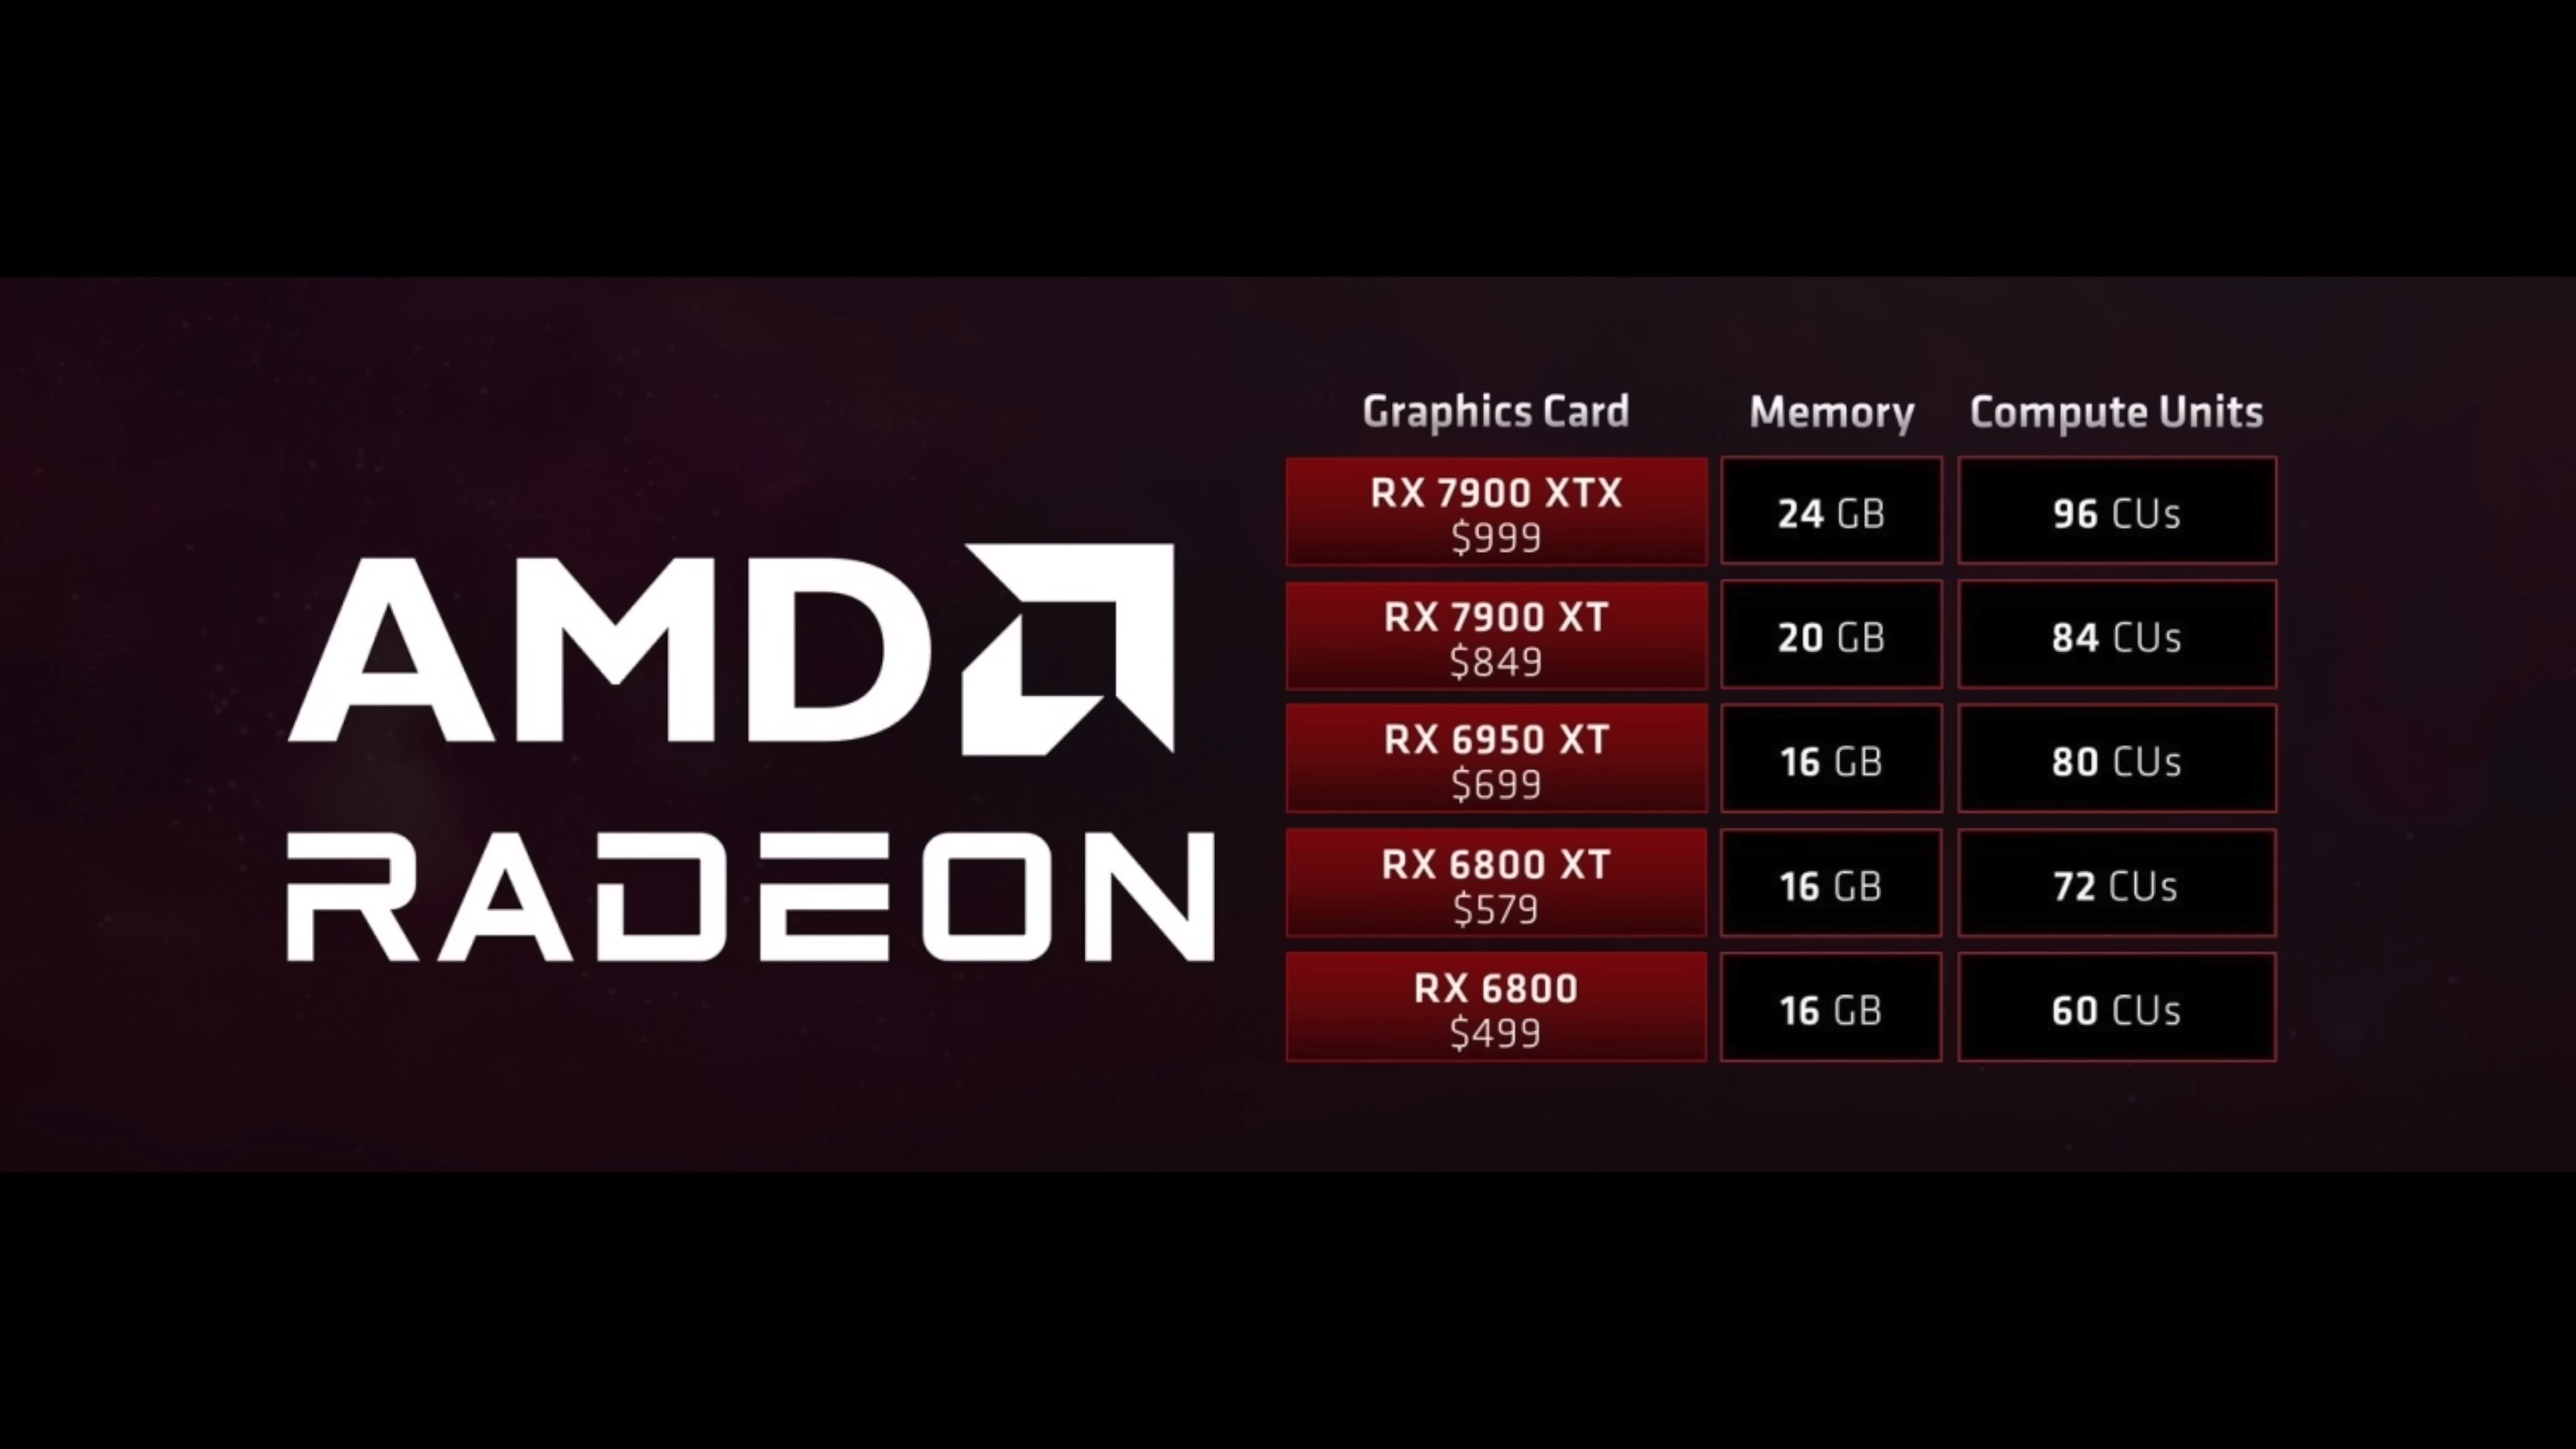 AMD
RADEON
Graphics Card Memory Compute Units
RX 7900 XTX
$999
24 GB
96 CUs
RX 7900 XT
$849
20 GB
84 CUs
RX 6950 XT
$699
16 GB
80 CUs
RX 6800 XT
$579
16 GB
72 CUs
RX 6800
$499
16 GB
60 CUs